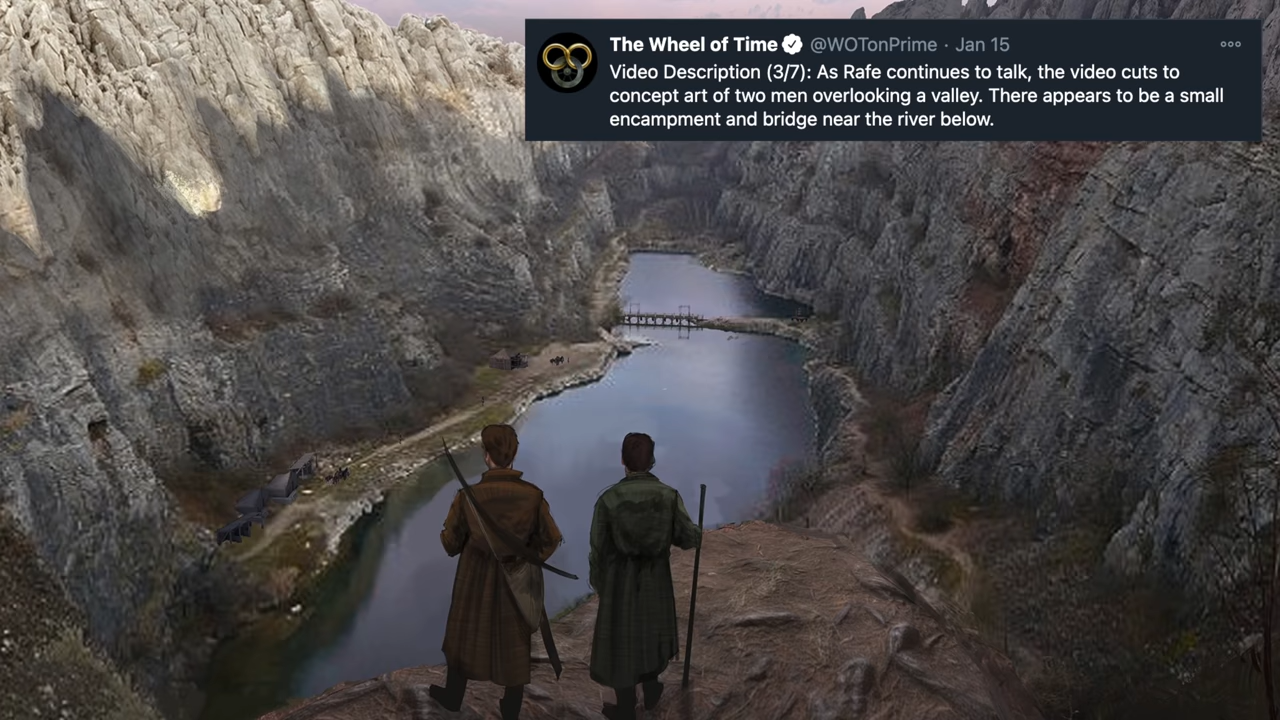 The Wheel of Time @WOTonPrime · Jan 15
Video Description (3/7): As Rafe continues to talk, the video cuts to
concept art of two men overlooking a valley. There appears to be a small
encampment and bridge near the river below.